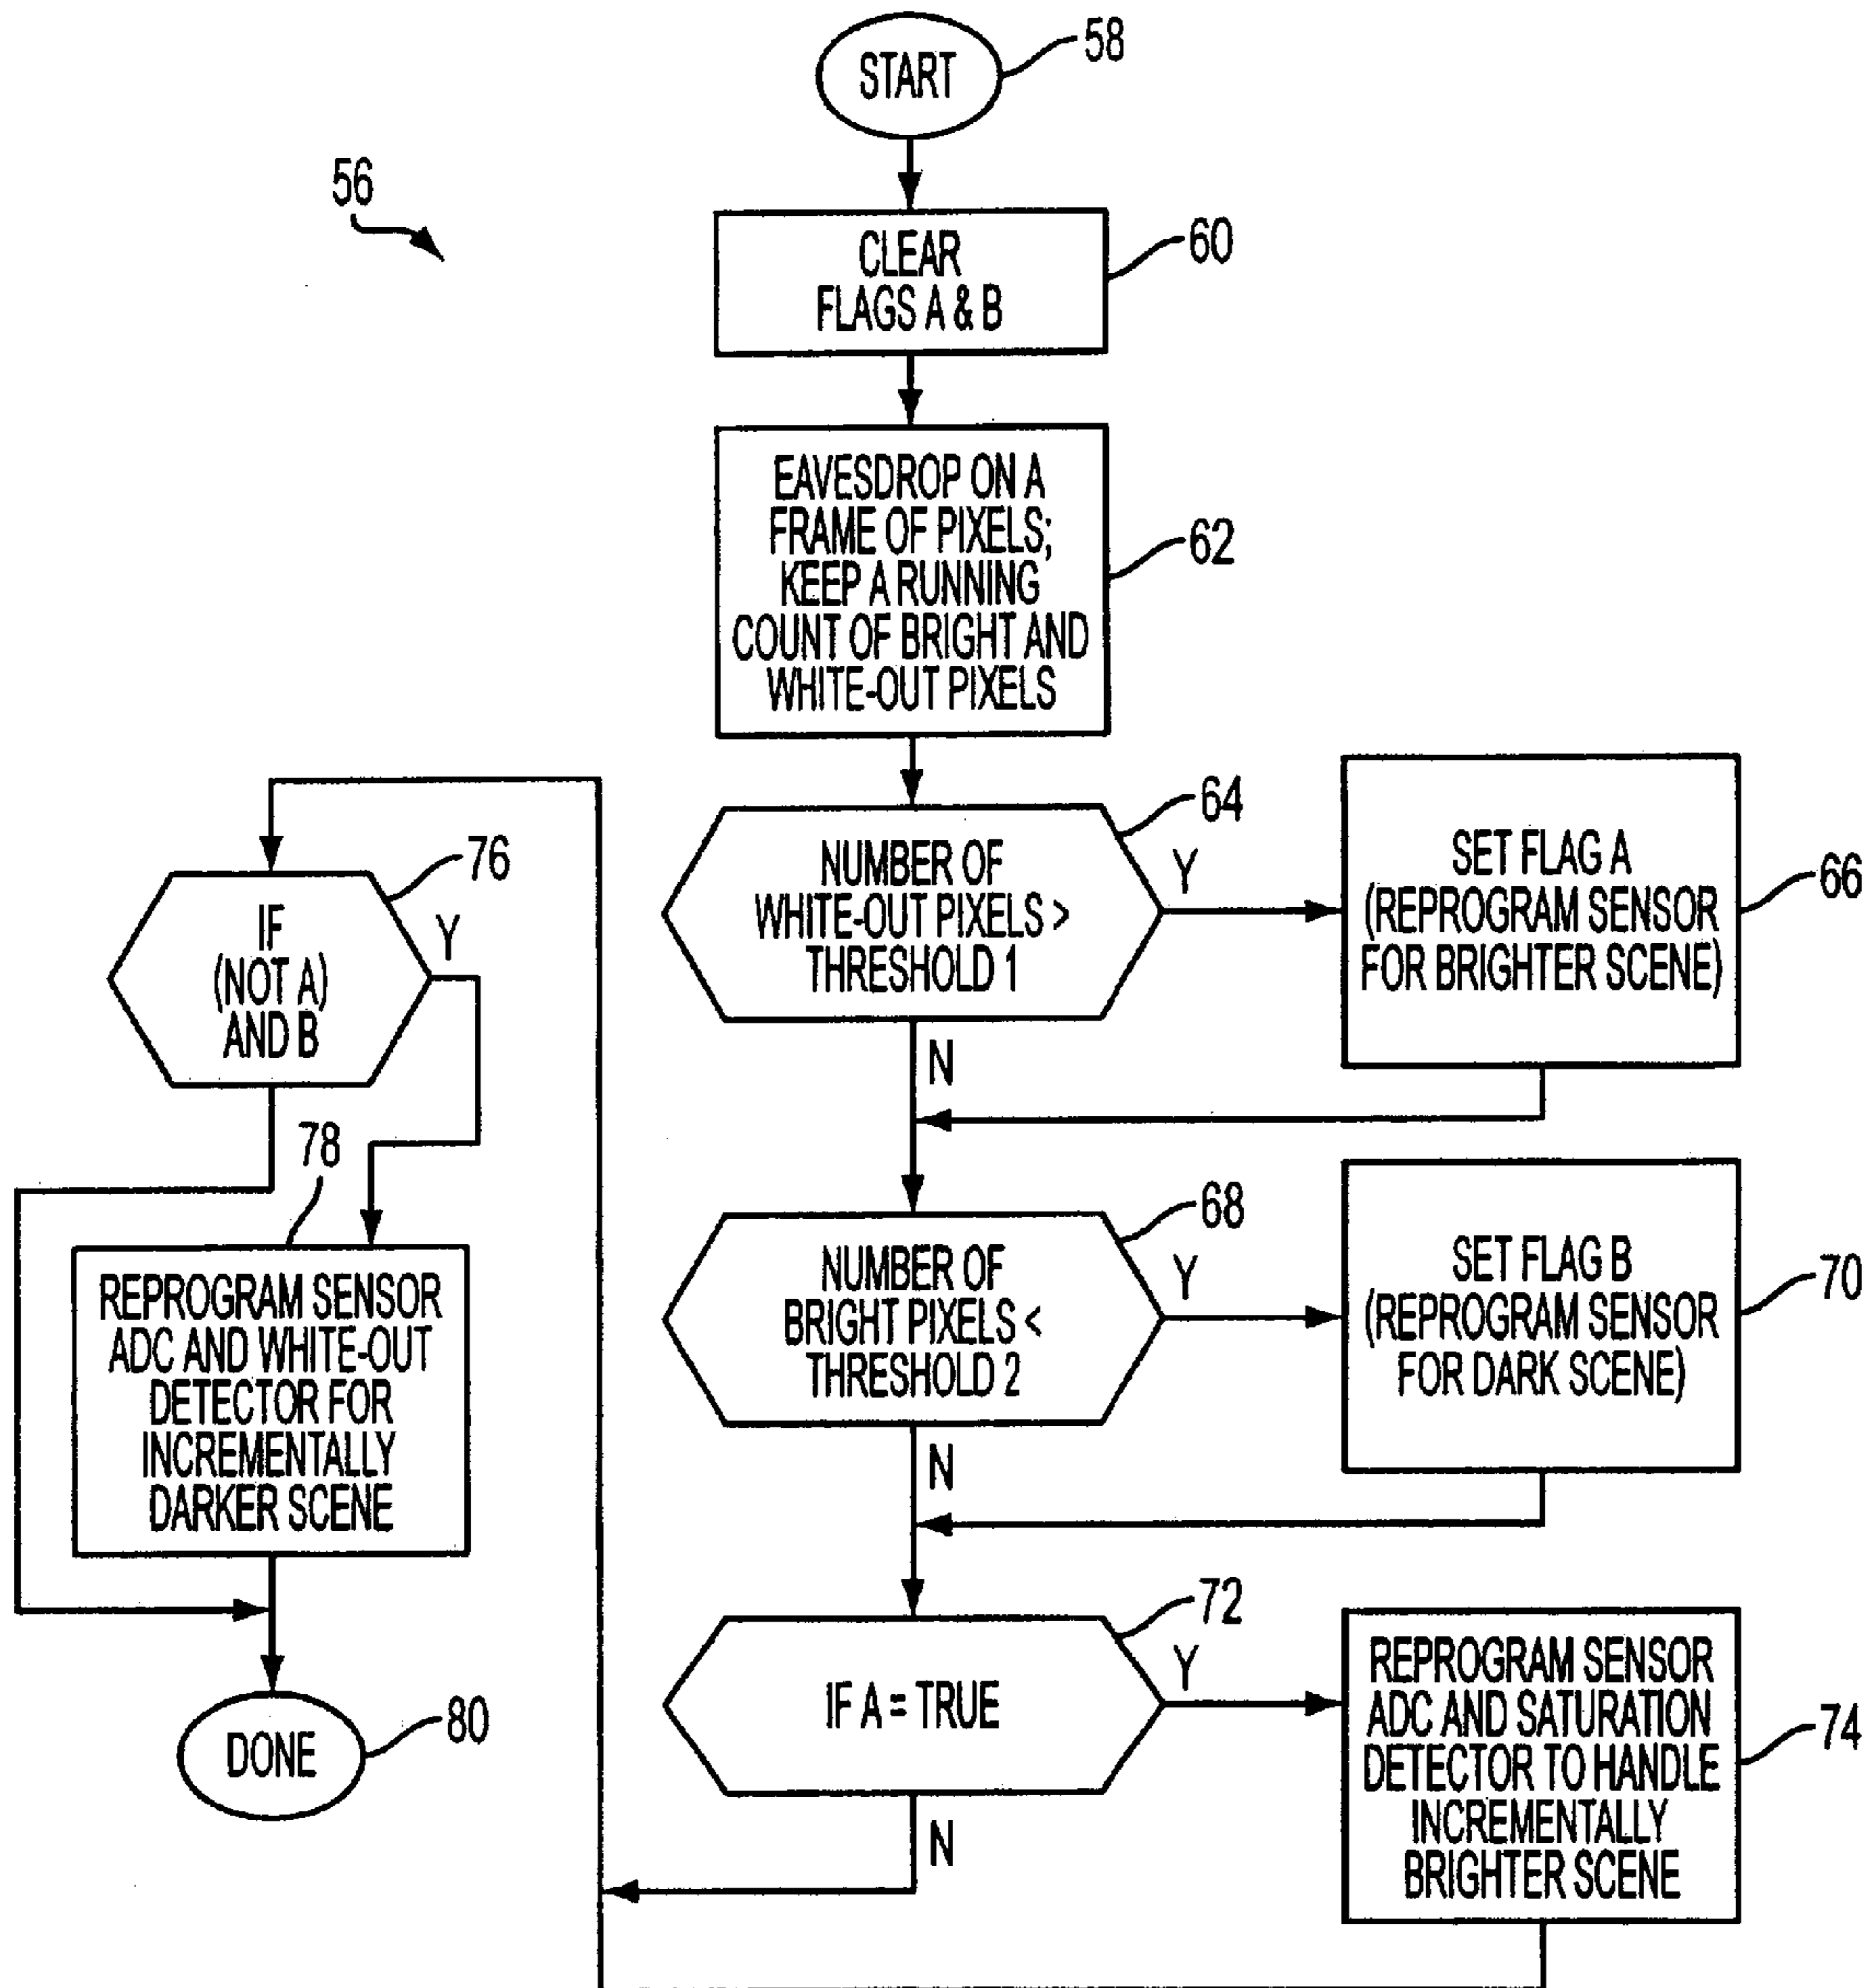 START
58
56
CLEAR
FLAGS A & B
60
EAVESDROP ON A
FRAME OF PIXELS;
KEEP A RUNNING
COUNT OF BRIGHT AND
WHITE-OUT PIXELS
62
NUMBER OF
WHITE-OUT PIXELS >
THRESHOLD 1
64
Y
N
SET FLAG A
(REPROGRAM SENSOR
FOR BRIGHTER SCENE)
66
NUMBER OF
BRIGHT PIXELS <
THRESHOLD 2
68
Y
N
SET FLAG B
(REPROGRAM SENSOR
FOR DARK SCENE)
70
IF A = TRUE
72
Y
N
REPROGRAM SENSOR
ADC AND SATURATION
DETECTOR TO HANDLE
INCREMENTALLY
BRIGHTER SCENE
74
IF
(NOT A)
AND B
76
Y
78
REPROGRAM SENSOR
ADC AND WHITE-OUT
DETECTOR FOR
INCREMENTALLY
DARKER SCENE
DONE
80